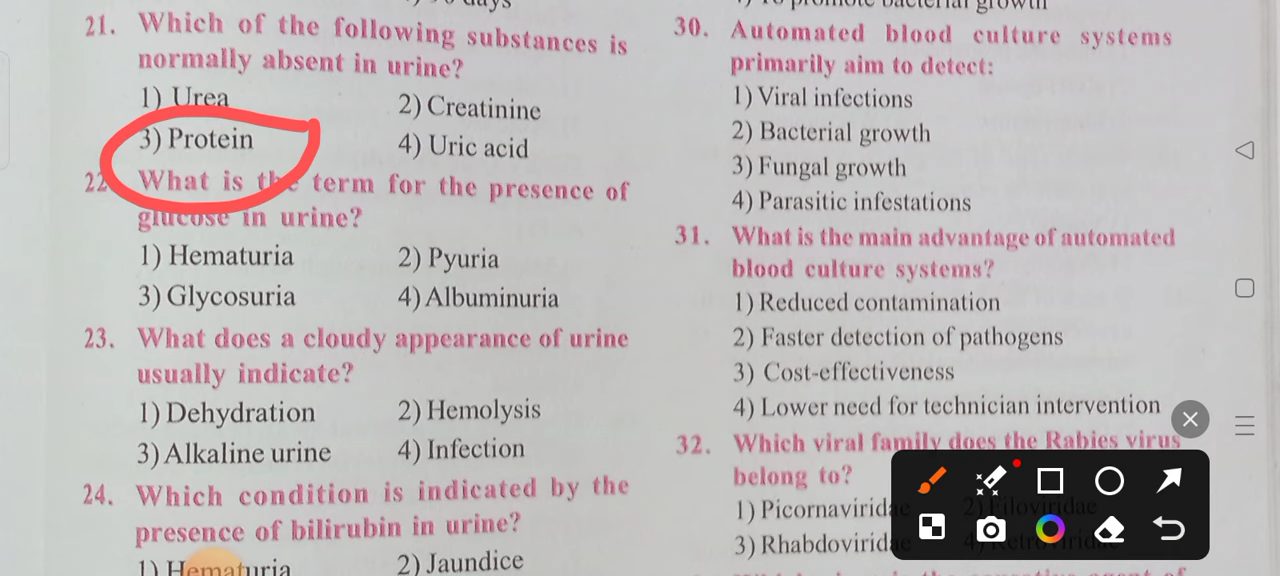 21. Which of the following substances is
normally absent in urine?
1) Urea 2) Creatinine
3) Protein 4) Uric acid
22. What is the term for the presence of
glucose in urine?
1) Hematuria 2) Pyuria
3) Glycosuria 4) Albuminuria
23. What does a cloudy appearance of urine
usually indicate?
1) Dehydration 2) Hemolysis
3) Alkaline urine 4) Infection
24. Which condition is indicated by the
presence of bilirubin in urine?
1) Hematuria 2) Jaundice
30. Automated blood culture systems
primarily aim to detect:
1) Viral infections
2) Bacterial growth
3) Fungal growth
4) Parasitic infestations
31. What is the main advantage of automated
blood culture systems?
1) Reduced contamination
2) Faster detection of pathogens
3) Cost-effectiveness
4) Lower need for technician intervention
32. Which viral family does the Rabies virus
belong to?
1) Picornaviridae 2) Filoviridae
3) Rhabdoviridae 4) Retroviridae